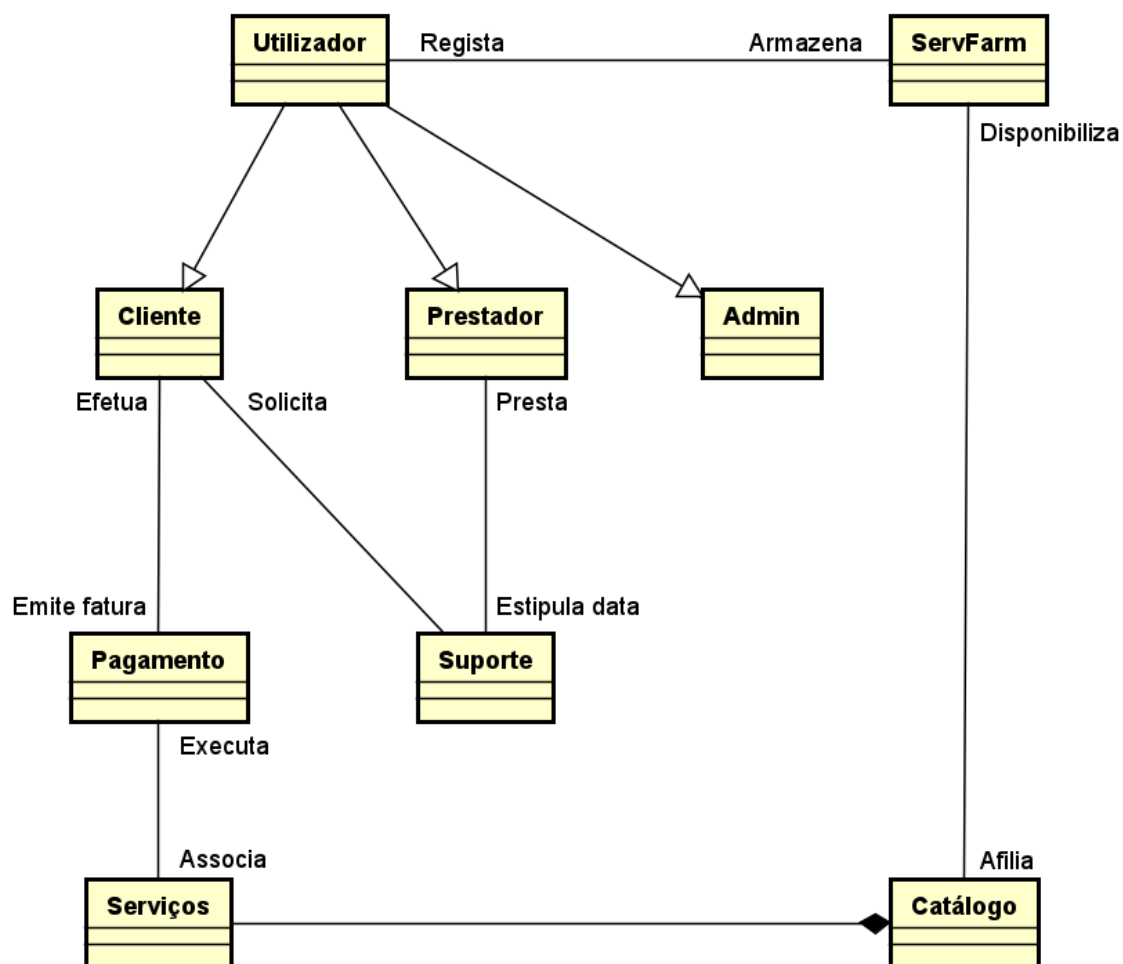 Utilizador
Regista
Armazena
ServFarm
Disponibiliza
Cliente
Prestador
Admin
Efetua
Solicita
Presta
Emite fatura
Estipula data
Pagamento
Suporte
Executa
Associa
Afilia
Serviços
Catálogo